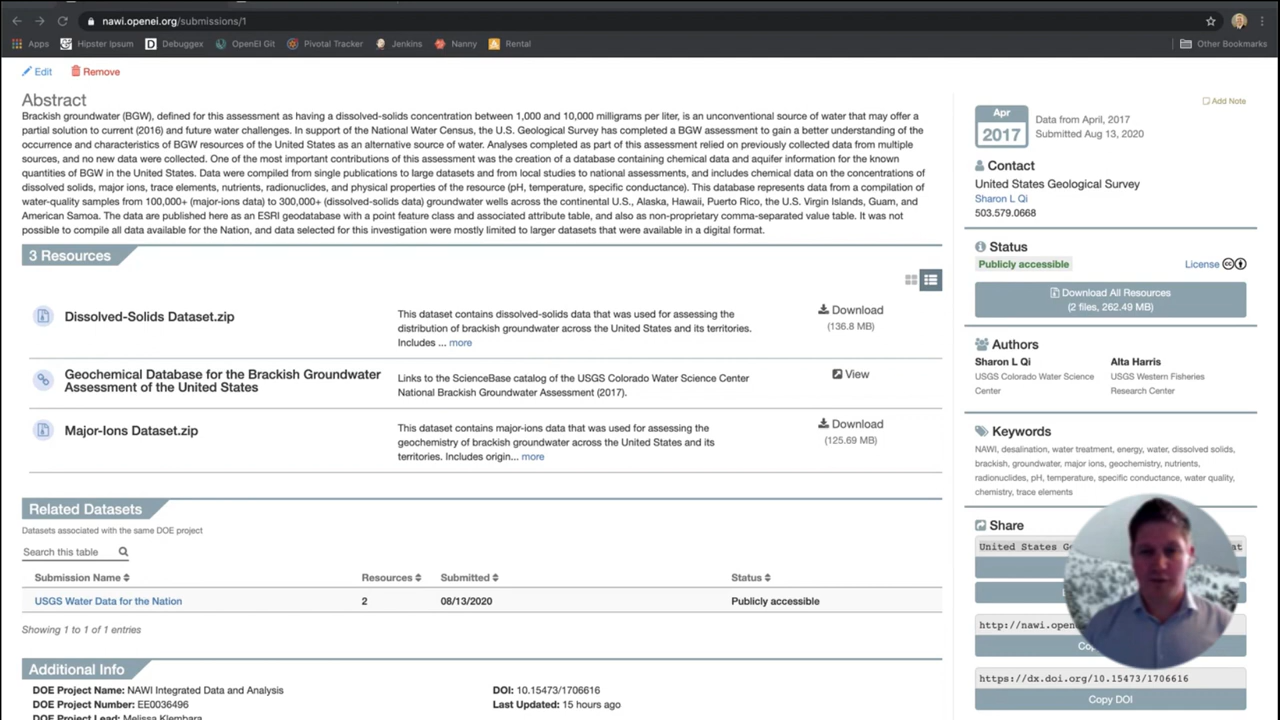 nawi.openei.org/submissions/1
Apps Hipster Ipsum Debuggex OpenEI Git Pivotal Tracker Jenkins Nanny Rental Other Bookmarks
Edit Remove
Abstract
Brackish groundwater (BGW), defined for this assessment as having a dissolved-solids concentration between 1,000 and 10,000 milligrams per liter, is an unconventional source of water that may offer a
partial solution to current (2016) and future water challenges. In support of the National Water Census, the U.S. Geological Survey has completed a BGW assessment to gain a better understanding of the
occurrence and characteristics of BGW resources of the United States as an alternative source of water. Analyses completed as part of this assessment relied on previously collected data from multiple
sources, and no new data were collected. One of the most important contributions of this assessment was the creation of a database containing chemical data and aquifer information for the known
quantities of BGW in the United States. Data were compiled from single publications to large datasets and from local studies to national assessments, and includes chemical data on the concentrations of
dissolved solids, major ions, trace elements, nutrients, radionuclides, and physical properties of the resource (pH, temperature, specific conductance). This database represents data from a compilation of
water-quality samples from 100,000+ (major-ions data) to 300,000+ (dissolved-solids data) groundwater wells across the continental U.S., Alaska, Hawaii, Puerto Rico, the U.S. Virgin Islands, Guam, and
American Samoa. The data are published here as an ESRI geodatabase with a point feature class and associated attribute table, and also as non-proprietary comma-separated value table. It was not
possible to compile all data available for the Nation, and data selected for this investigation were mostly limited to larger datasets that were available in a digital format.
3 Resources
Dissolved-Solids Dataset.zip
This dataset contains dissolved-solids data that was used for assessing the
distribution of brackish groundwater across the United States and its territories.
Includes ... more
Download
(136.8 MB)
Geochemical Database for the Brackish Groundwater
Assessment of the United States
Links to the ScienceBase catalog of the USGS Colorado Water Science Center
National Brackish Groundwater Assessment (2017).
View
Major-Ions Dataset.zip
This dataset contains major-ions data that was used for assessing the
geochemistry of brackish groundwater across the United States and its
territories. Includes origin... more
Download
(125.69 MB)
Related Datasets
Datasets associated with the same DOE project
Search this table
Submission Name Resources Submitted Status
USGS Water Data for the Nation 2 08/13/2020 Publicly accessible
Showing 1 to 1 of 1 entries
Additional Info
DOE Project Name: NAWI Integrated Data and Analysis
DOE Project Number: EE0036496
DOE Project Lead: Melissa Klembara
DOI: 10.15473/1706616
Last Updated: 15 hours ago
Add Note
Apr
2017
Data from April, 2017
Submitted Aug 13, 2020
Contact
United States Geological Survey
Sharon L Qi
503.579.0668
Status
Publicly accessible
License
Download All Resources
(2 files, 262.49 MB)
Authors
Sharon L Qi
USGS Colorado Water Science
Center
Alta Harris
USGS Western Fisheries
Research Center
Keywords
NAWI, desalination, water treatment, energy, water, dissolved solids,
brackish, groundwater, major ions, geochemistry, nutrients,
radionuclides, pH, temperature, specific conductance, water quality,
chemistry, trace elements
Share
United States
http://nawi.open
https://dx.doi.org/10.15473/1706616
Copy DOI